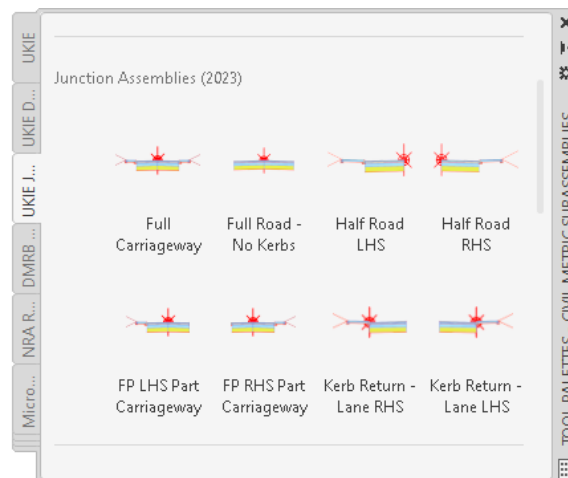 UKIE
UKIE D...
UKIE J...
DMRB ...
NRA R...
Micro...
Junction Assemblies (2023)
Full
Carriageway
Full Road -
No Kerbs
Half Road
LHS
Half Road
RHS
FP LHS Part
Carriageway
FP RHS Part
Carriageway
Kerb Return -
Lane RHS
Kerb Return -
Lane LHS
TOOL PALETTES - CIVIL METRIC SUBASSEMBLIES